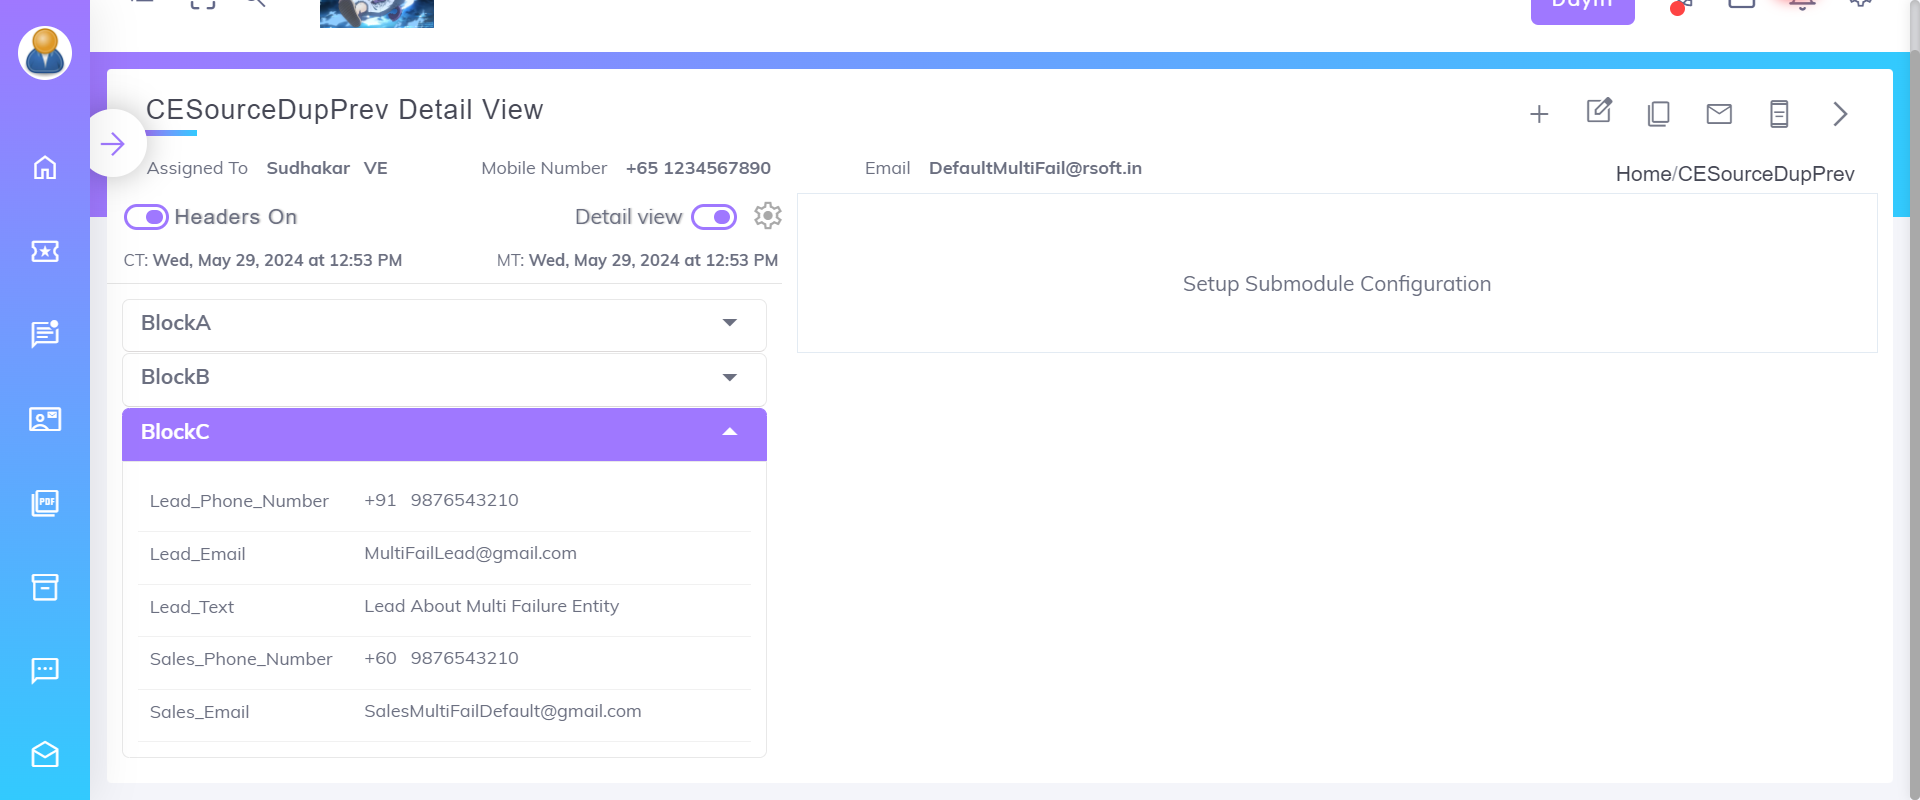 CESourceDupPrev Detail View
Assigned To Sudhakar VE Mobile Number +65 1234567890 Email DefaultMultiFail@rsoft.in
Home/CESourceDupPrev
Headers On Detail view
CT: Wed, May 29, 2024 at 12:53 PM MT: Wed, May 29, 2024 at 12:53 PM
Setup Submodule Configuration
BlockA
BlockB
BlockC
Lead_Phone_Number +91 9876543210
Lead_Email MultiFailLead@gmail.com
Lead_Text Lead About Multi Failure Entity
Sales_Phone_Number +60 9876543210
Sales_Email SalesMultiFailDefault@gmail.com
PDF